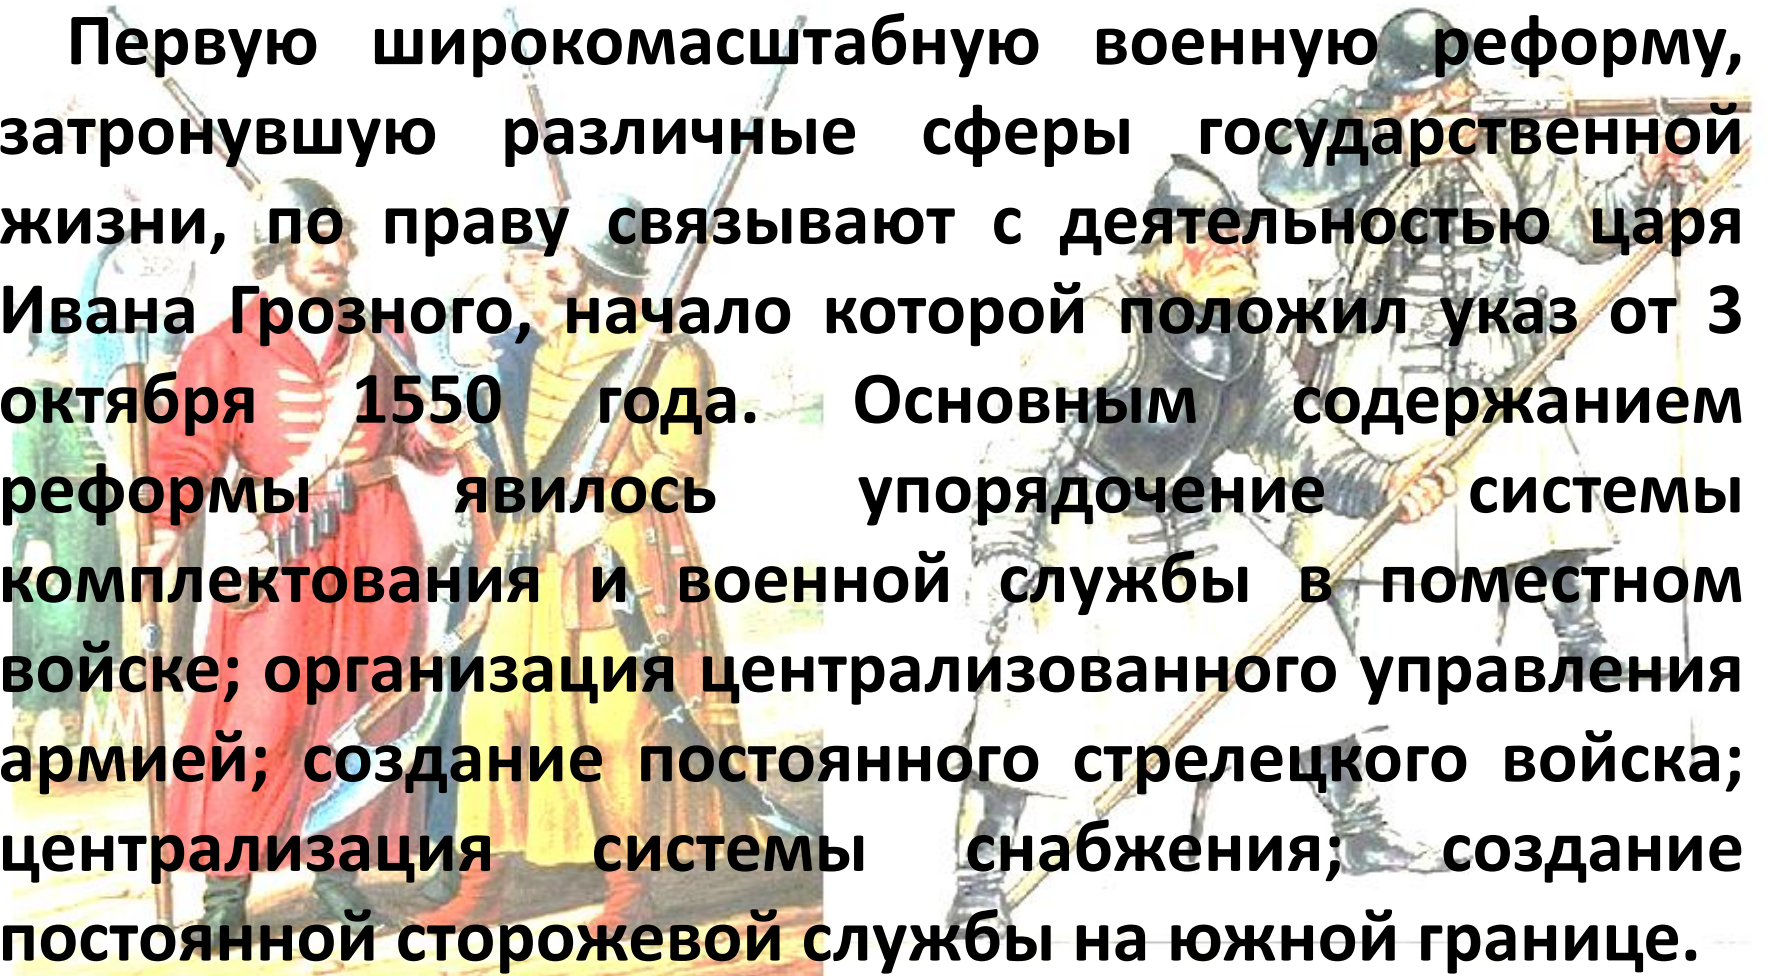 Первую широкомасштабную военную реформу,
затронувшую различные сферы государственной
жизни, по праву связывают с деятельностью царя
Ивана Грозного, начало которой положил указ от 3
октября 1550 года. Основным содержанием
реформы явилось упорядочение системы
комплектования и военной службы в поместном
войске; организация централизованного управления
армией; создание постоянного стрелецкого войска;
централизация системы снабжения; создание
постоянной сторожевой службы на южной границе.